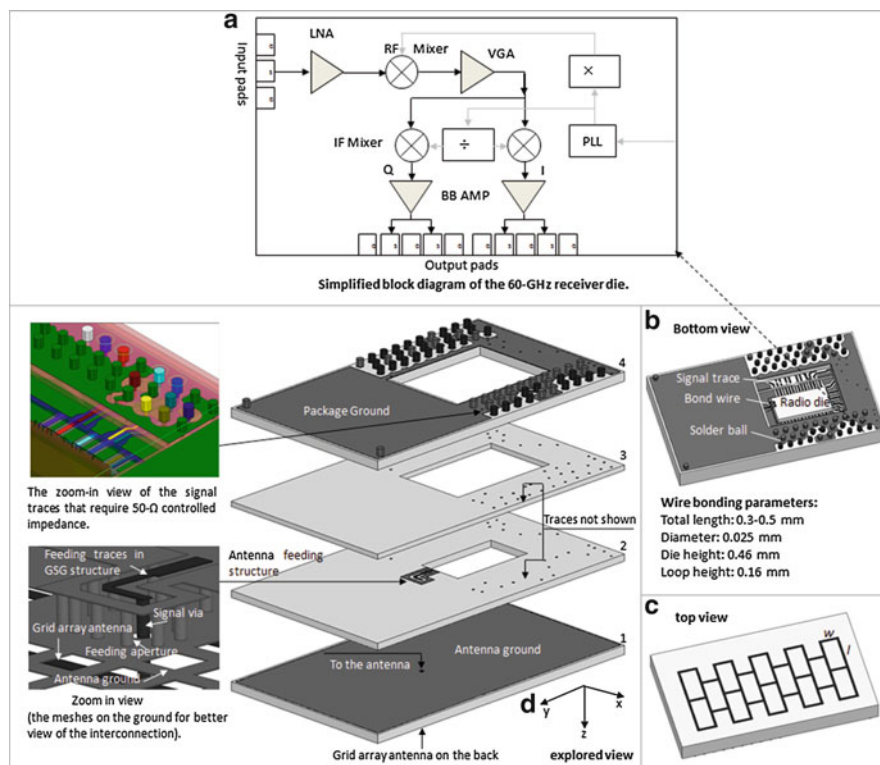 a
LNA
RF Mixer
VGA
Input pads
G
S
G
×
IF Mixer
÷
PLL
Q
I
BB AMP
G S G S G G S G S G
Output pads
Simplified block diagram of the 60-GHz receiver die.
b
Bottom view
Signal trace
Bond wire
Radio die
Solder ball
Wire bonding parameters:
Total length: 0.3-0.5 mm
Diameter: 0.025 mm
Die height: 0.46 mm
Loop height: 0.16 mm
c
top view
w
l
4
Package Ground
The zoom-in view of the signal
traces that require 50-Ω controlled
impedance.
3
Traces not shown
Antenna feeding
structure
2
Feeding traces in
GSG structure
Signal via
Grid array antenna
Feeding aperture
Antenna ground
Zoom in view
(the meshes on the ground for better
view of the interconnection).
1
To the antenna
Antenna ground
d
x
y
z
Grid array antenna on the back
explored view